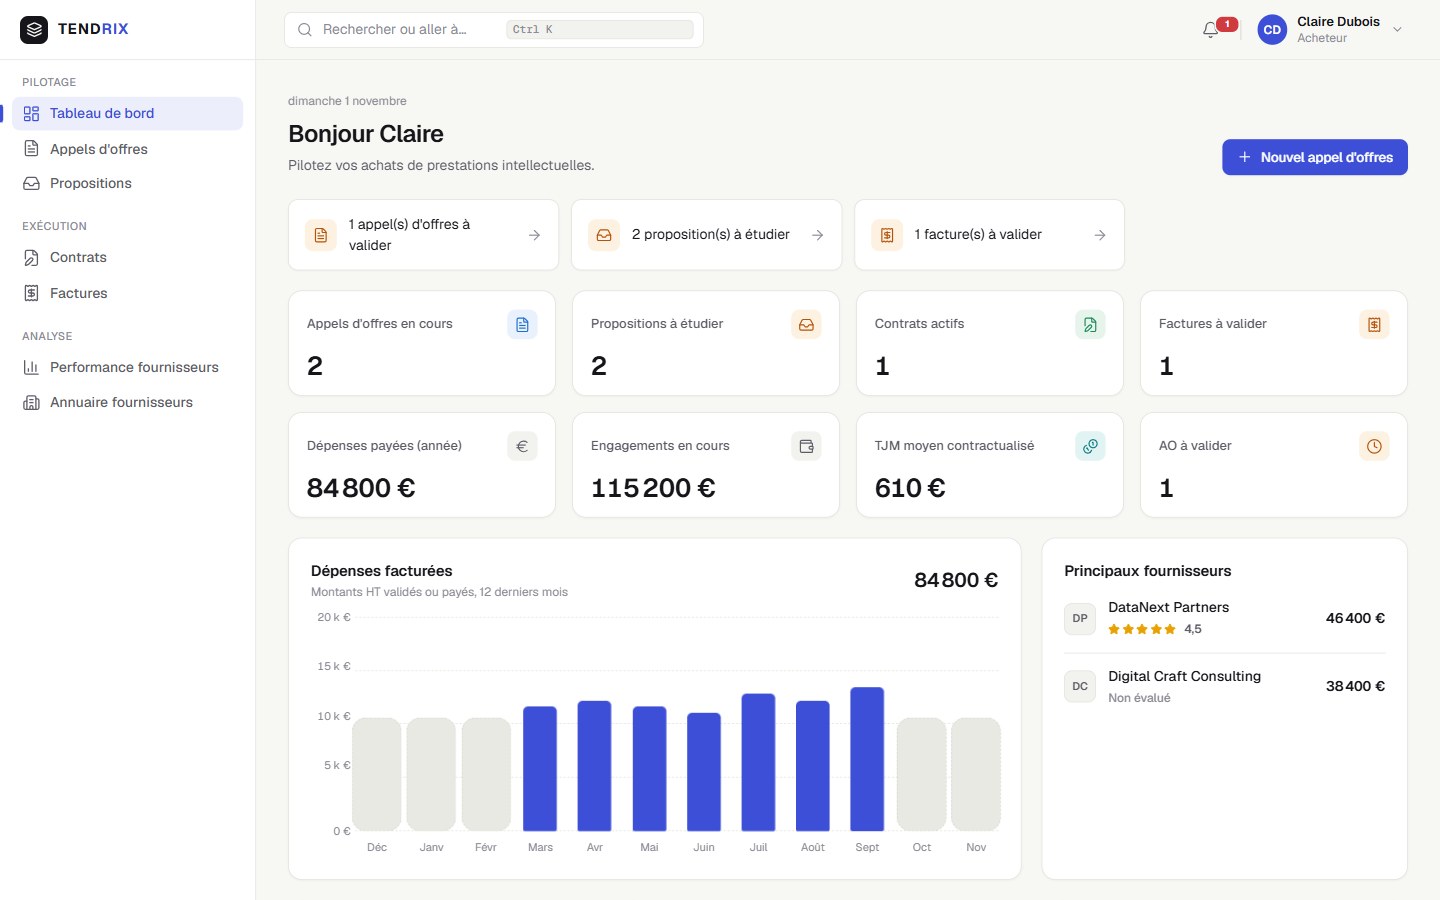 TENDRIX
Rechercher ou aller à…
Ctrl K
1
CD
Claire Dubois
Acheteur
PILOTAGE
Tableau de bord
Appels d'offres
Propositions
EXÉCUTION
Contrats
Factures
ANALYSE
Performance fournisseurs
Annuaire fournisseurs
dimanche 1 novembre
Bonjour Claire
Pilotez vos achats de prestations intellectuelles.
Nouvel appel d'offres
1 appel(s) d'offres à
valider
2 proposition(s) à étudier
1 facture(s) à valider
Appels d'offres en cours
2
Propositions à étudier
2
Contrats actifs
1
Factures à valider
1
Dépenses payées (année)
84 800 €
Engagements en cours
115 200 €
TJM moyen contractualisé
610 €
AO à valider
1
Dépenses facturées
Montants HT validés ou payés, 12 derniers mois
84 800 €
20 k €
15 k €
10 k €
5 k €
0 €
Déc Janv Févr Mars Avr Mai Juin Juil Août Sept Oct Nov
Principaux fournisseurs
DP
DataNext Partners
4,5
46 400 €
DC
Digital Craft Consulting
Non évalué
38 400 €